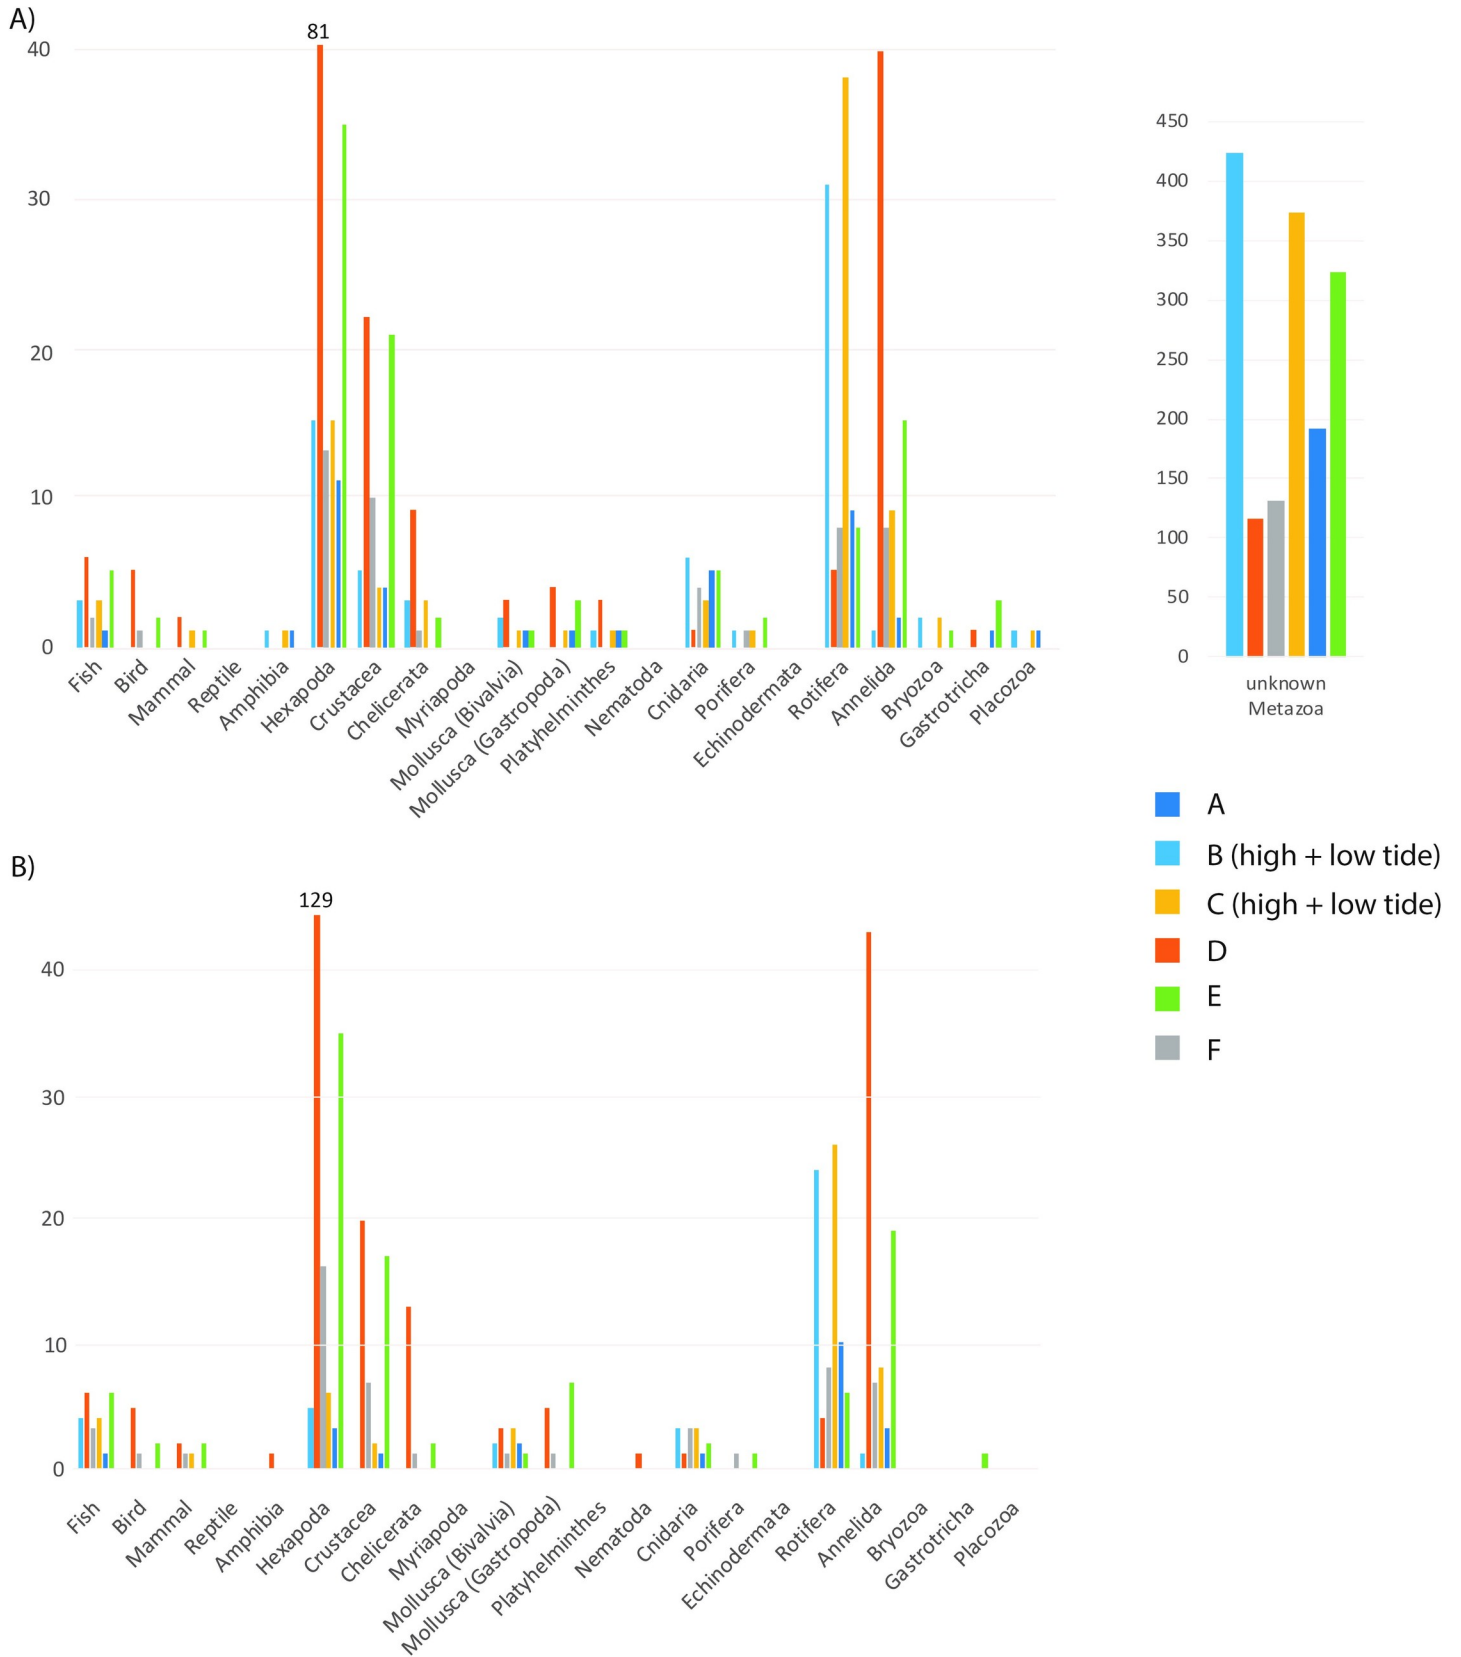 A)
81
40
30
20
10
0
Fish
Bird
Mammal
Reptile
Amphibia
Hexapoda
Crustacea
Chelicerata
Myriapoda
Mollusca (Bivalvia)
Mollusca (Gastropoda)
Platyhelminthes
Nematoda
Cnidaria
Porifera
Echinodermata
Rotifera
Annelida
Bryozoa
Gastrotricha
Placozoa
450
400
350
300
250
200
150
100
50
0
unknown
Metazoa
A
B (high + low tide)
C (high + low tide)
D
E
F
B)
129
40
30
20
10
0
Fish
Bird
Mammal
Reptile
Amphibia
Hexapoda
Crustacea
Chelicerata
Myriapoda
Mollusca (Bivalvia)
Mollusca (Gastropoda)
Platyhelminthes
Nematoda
Cnidaria
Porifera
Echinodermata
Rotifera
Annelida
Bryozoa
Gastrotricha
Placozoa